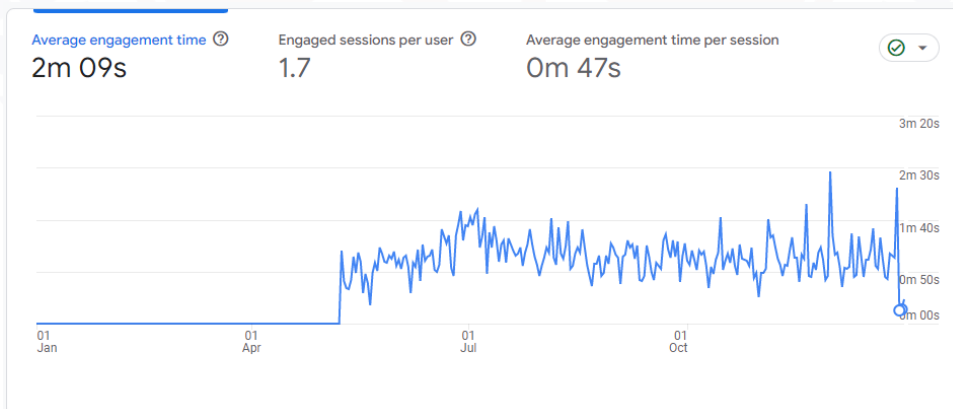 Average engagement time
Engaged sessions per user
Average engagement time per session
2m 09s
1.7
0m 47s
3m 20s
2m 30s
1m 40s
0m 50s
0m 00s
01
Jan
01
Apr
01
Jul
01
Oct